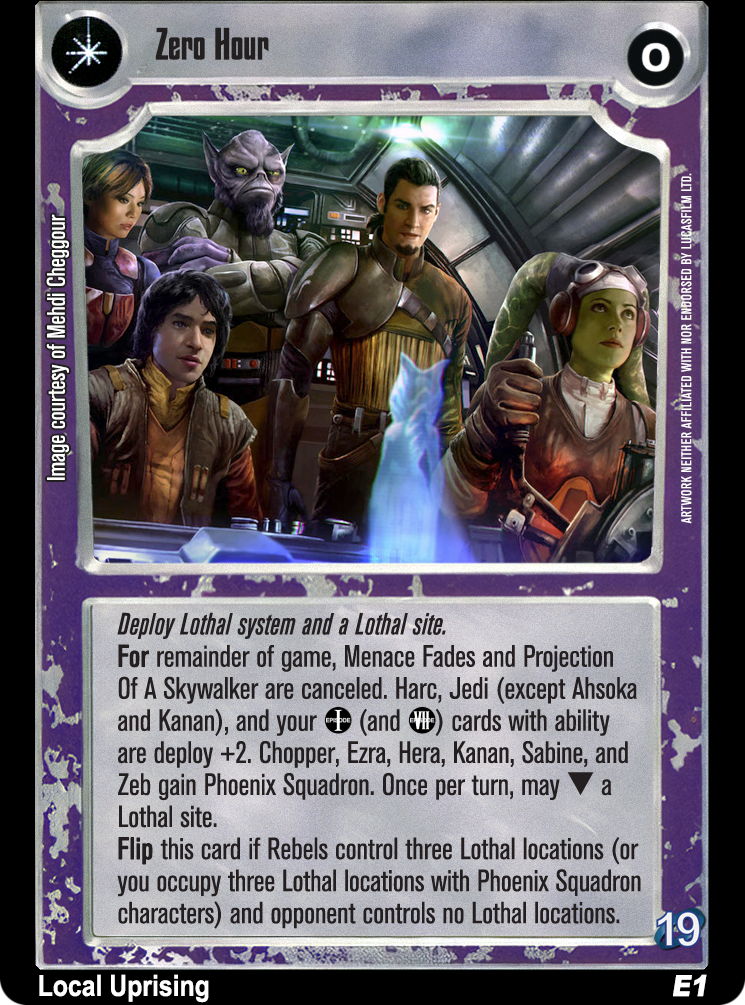 Zero Hour
0
Image courtesy of Mehdi Cheggour
ARTWORK NEITHER AFFILIATED WITH NOR ENDORSED BY LUCASFILM LTD.
Deploy Lothal system and a Lothal site.
For remainder of game, Menace Fades and Projection
Of A Skywalker are canceled. Harc, Jedi (except Ahsoka
and Kanan), and your EPISODE I (and EPISODE VII) cards with ability
are deploy +2. Chopper, Ezra, Hera, Kanan, Sabine, and
Zeb gain Phoenix Squadron. Once per turn, may ▼ a
Lothal site.
Flip this card if Rebels control three Lothal locations (or
you occupy three Lothal locations with Phoenix Squadron
characters) and opponent controls no Lothal locations.
19
Local Uprising
E1